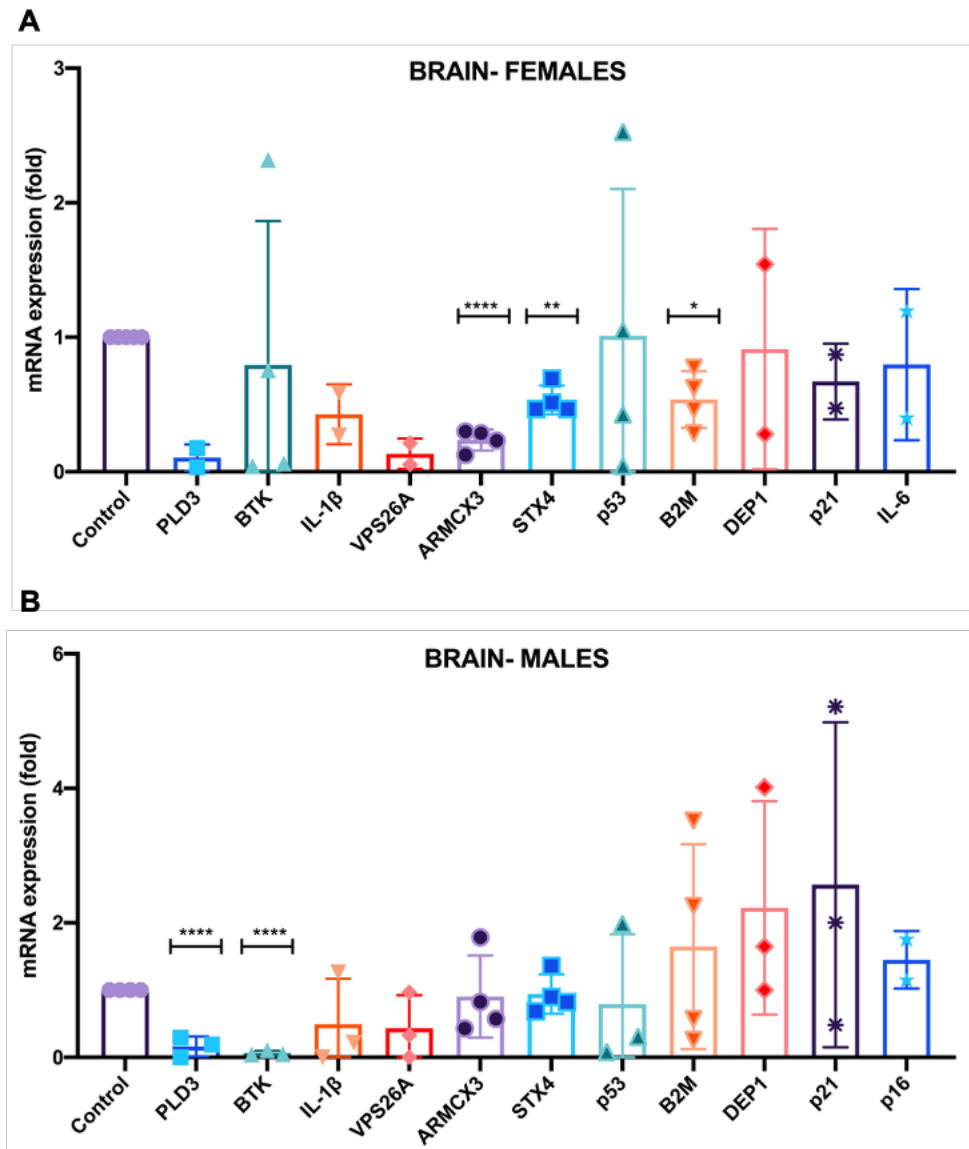 A
BRAIN- FEMALES
mRNA expression (fold)
3
2
1
0
****
**
*
Control
PLD3
BTK
IL-1β
VPS26A
ARMCX3
STX4
p53
B2M
DEP1
p21
IL-6
B
BRAIN- MALES
mRNA expression (fold)
6
4
2
0
****
****
Control
PLD3
BTK
IL-1β
VPS26A
ARMCX3
STX4
p53
B2M
DEP1
p21
p16